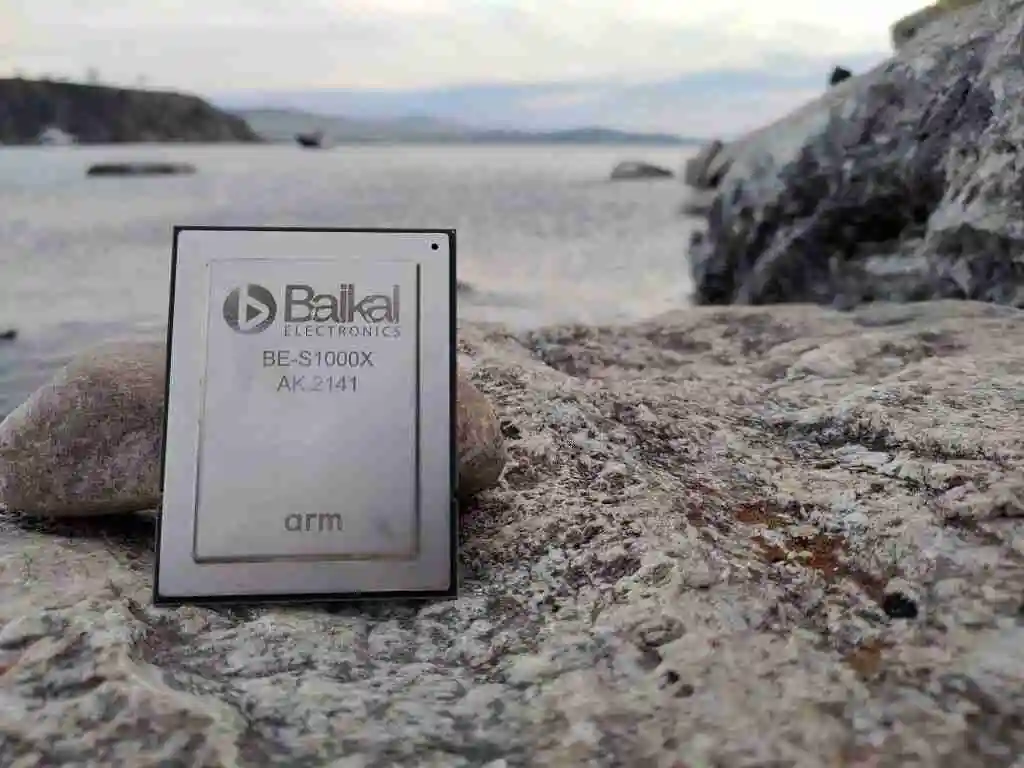 Baikal
ELECTRONICS
BE-S1000X
AK.2141
arm